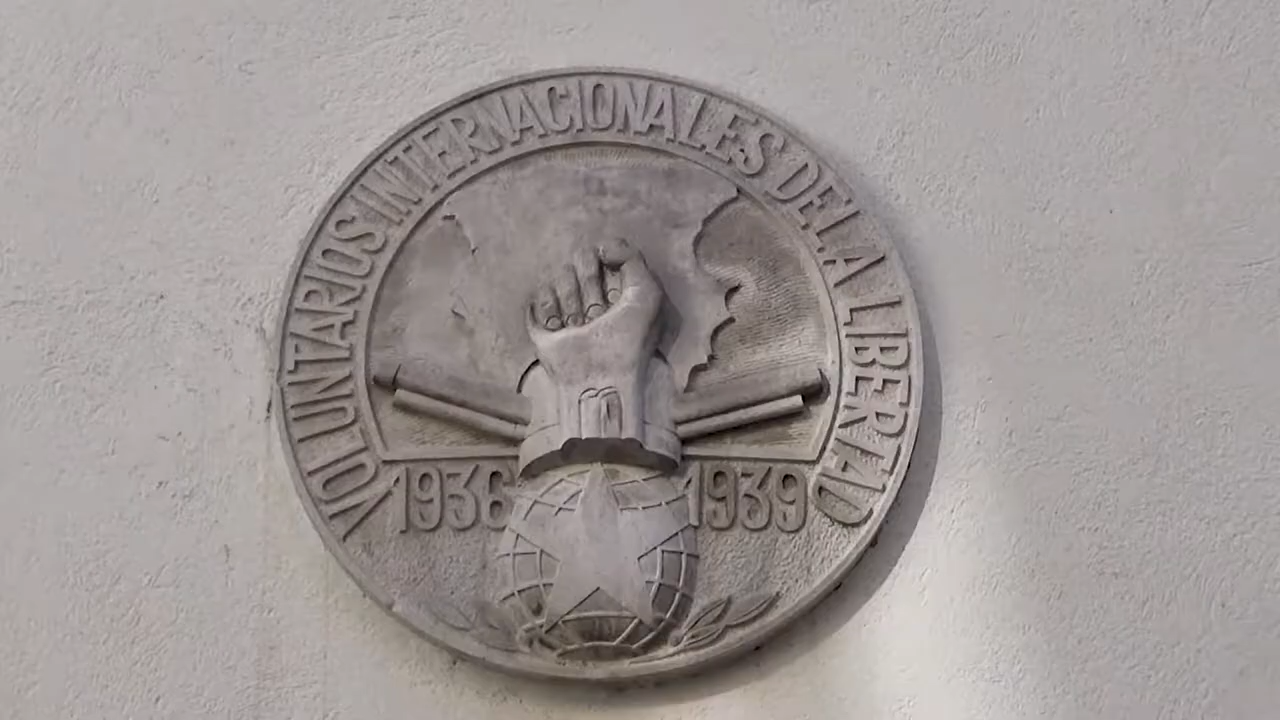 VOLUNTARIOS INTERNACIONALES DE LA LIBERTAD
1936 1939